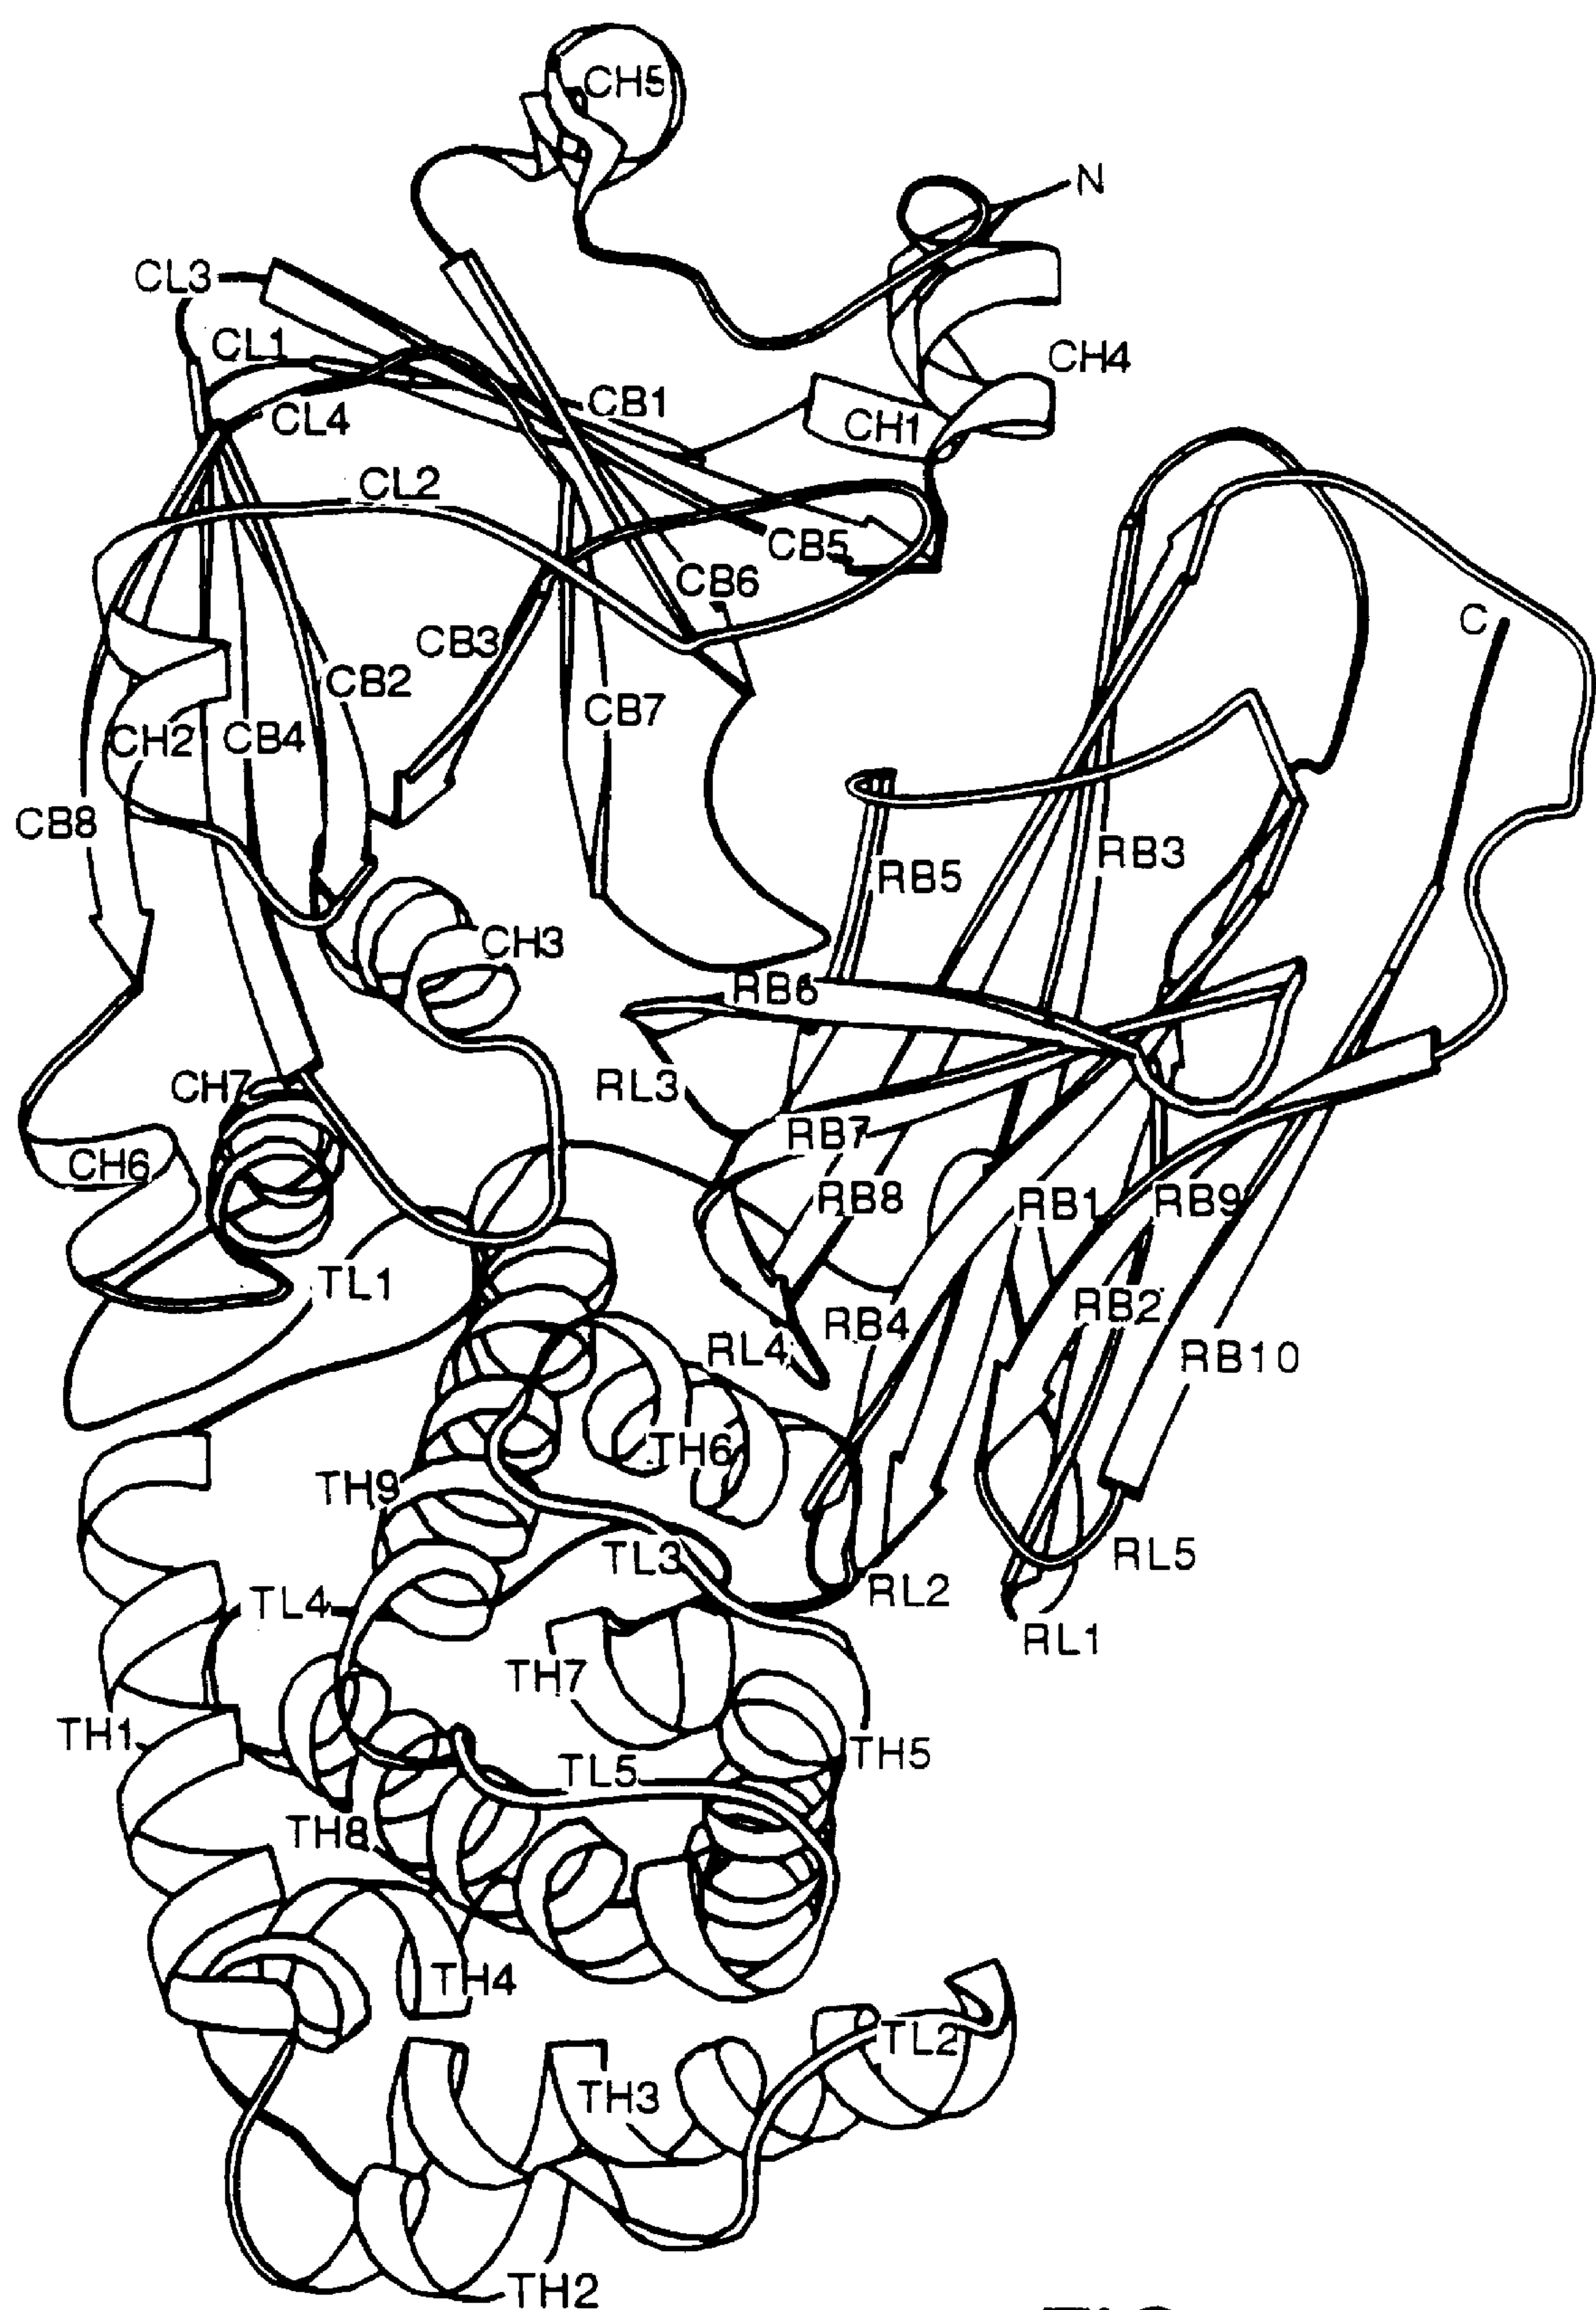 CH5
N
CL3
CL1
CH4
CB1
CL4
CH1
CL2
CB5
CB6
C
CB3
CB2
CB7
CH2
CB4
CB8
RB3
RB5
CH3
RB6
CH7
RL3
RB7
CH6
RB8
RB1
RB9
TL1
RB2
RB4
RL4
RB10
TH6
TH9
TL3
RL5
RL2
TL4
RL1
TH7
TH1
TH5
TL5
TH8
TH4
TL2
TH3
TH2